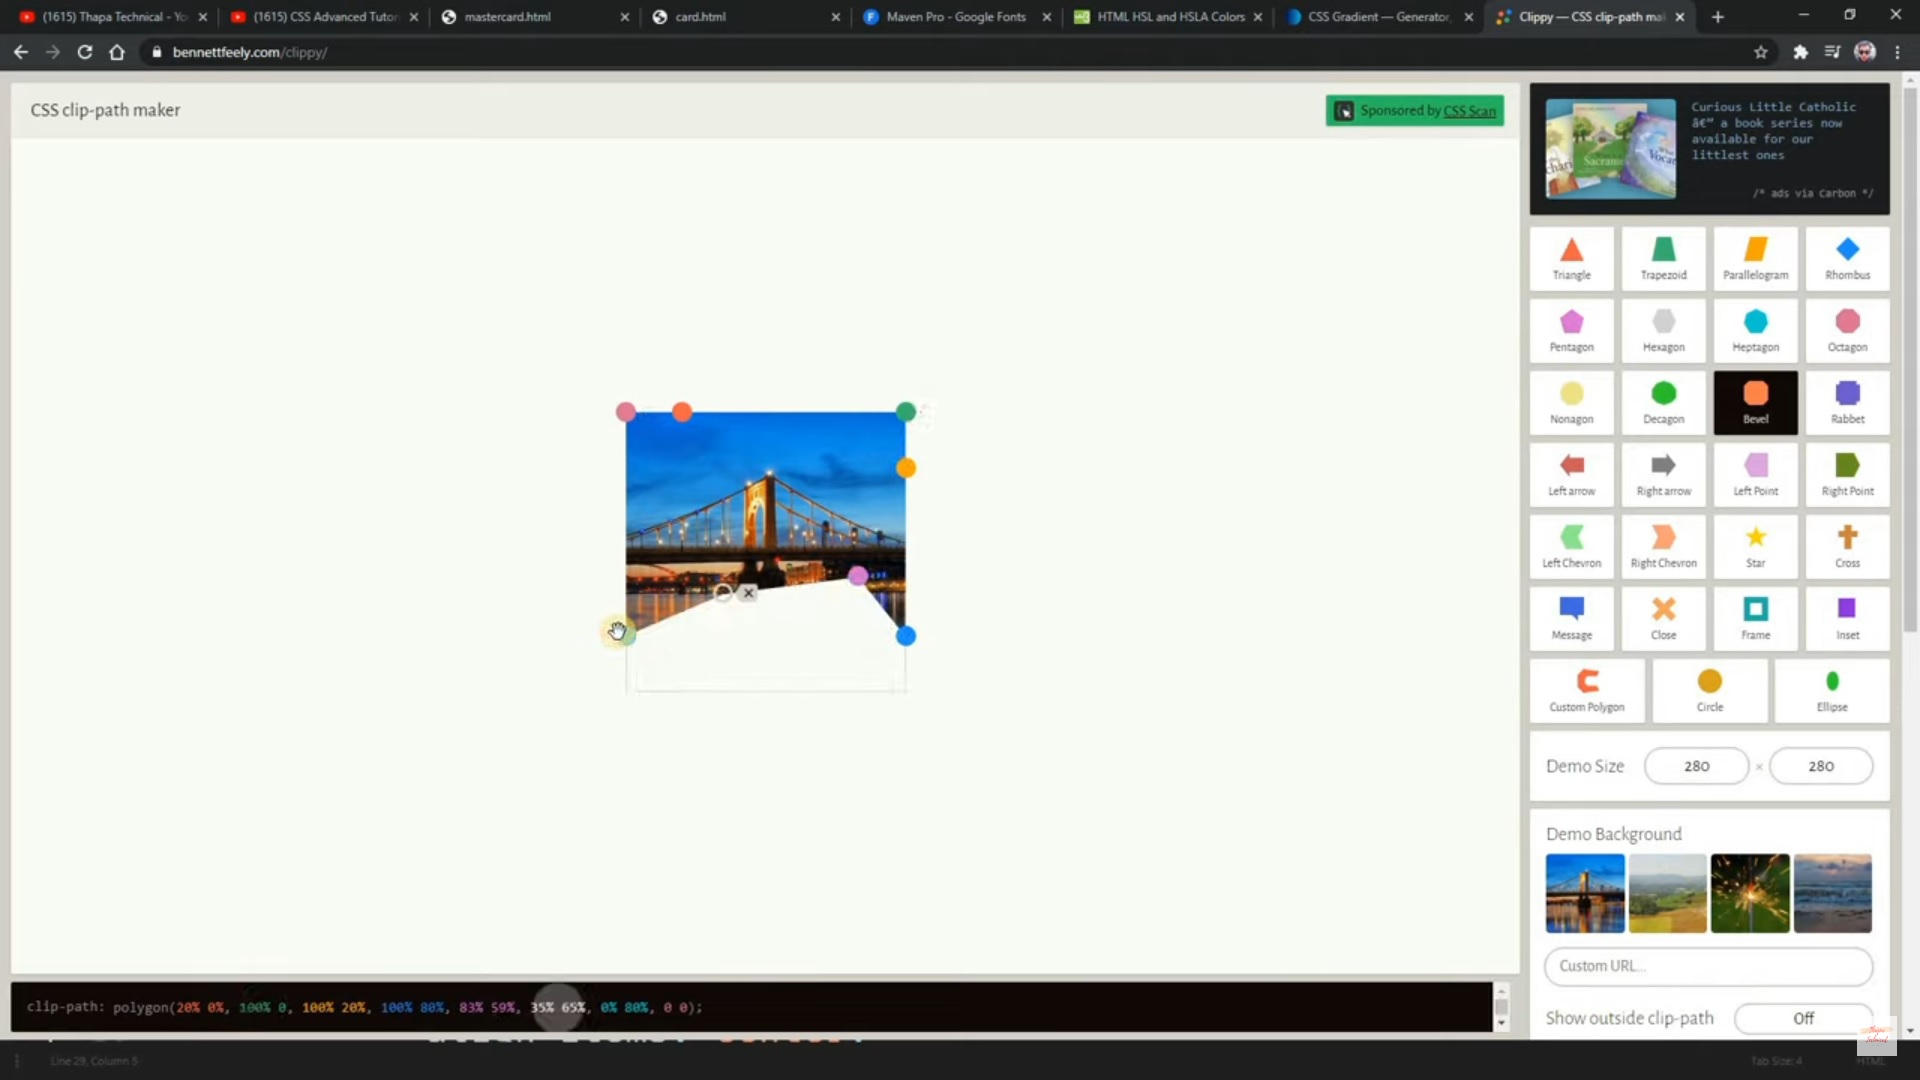 (1615) Thapa Technical - Yo
(1615) CSS Advanced Tutor
mastercard.html
card.html
Maven Pro - Google Fonts
HTML HSL and HSLA Colors
CSS Gradient — Generator,
Clippy — CSS clip-path ma
bennettfeely.com/clippy/
CSS clip-path maker
Sponsored by CSS Scan
Curious Little Catholic
â€" a book series now
available for our
littlest ones
/* ads via Carbon */
Triangle
Trapezoid
Parallelogram
Rhombus
Pentagon
Hexagon
Heptagon
Octagon
Nonagon
Decagon
Bevel
Rabbet
Left arrow
Right arrow
Left Point
Right Point
Left Chevron
Right Chevron
Star
Cross
Message
Close
Frame
Inset
Custom Polygon
Circle
Ellipse
Demo Size 280 × 280
Demo Background
Custom URL...
Show outside clip-path Off
clip-path: polygon(20% 0%, 100% 0, 100% 20%, 100% 80%, 83% 59%, 35% 65%, 0% 80%, 0 0);
Line 29, Column 5
Tab Size: 4
HTML